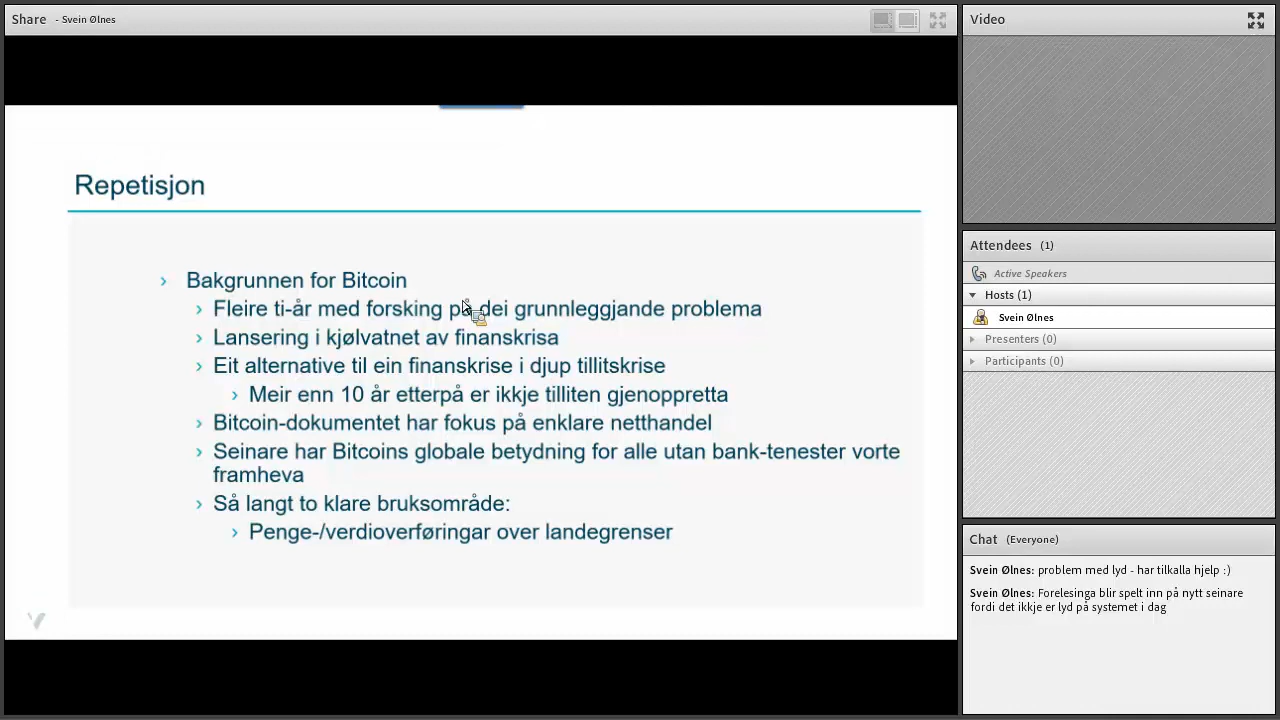 Share - Svein Ølnes
Repetisjon
› Bakgrunnen for Bitcoin
› Fleire ti-år med forsking på dei grunnleggjande problema
› Lansering i kjølvatnet av finanskrisa
› Eit alternative til ein finanskrise i djup tillitskrise
› Meir enn 10 år etterpå er ikkje tilliten gjenoppretta
› Bitcoin-dokumentet har fokus på enklare netthandel
› Seinare har Bitcoins globale betydning for alle utan bank-tenester vorte
framheva
› Så langt to klare bruksområde:
› Penge-/verdioverføringar over landegrenser
Video
Attendees (1)
Active Speakers
Hosts (1)
Svein Ølnes
Presenters (0)
Participants (0)
Chat (Everyone)
Svein Ølnes: problem med lyd - har tilkalla hjelp :)
Svein Ølnes: Forelesinga blir spelt inn på nytt seinare
fordi det ikkje er lyd på systemet i dag